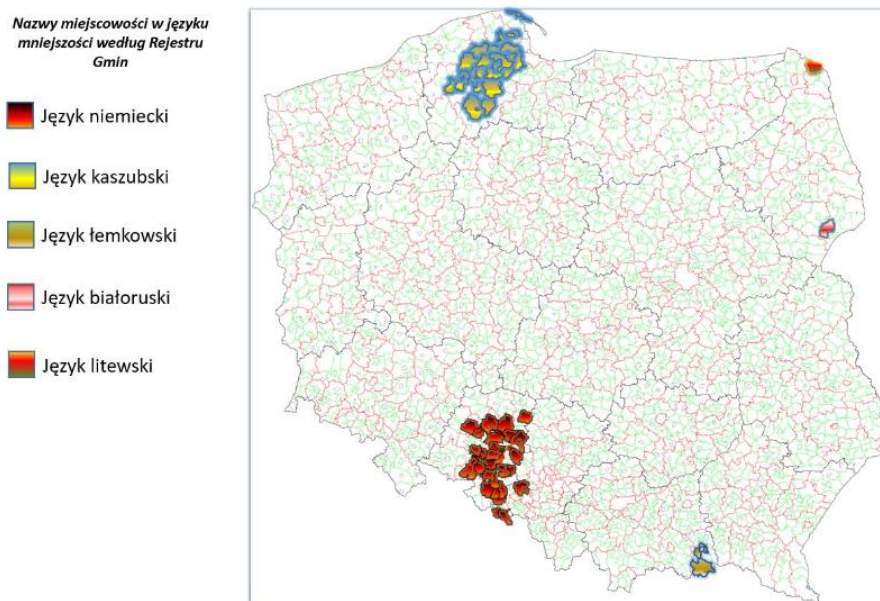 Nazwy miejscowości w języku
mniejszości według Rejestru
Gmin
Język niemiecki
Język kaszubski
Język łemkowski
Język białoruski
Język litewski